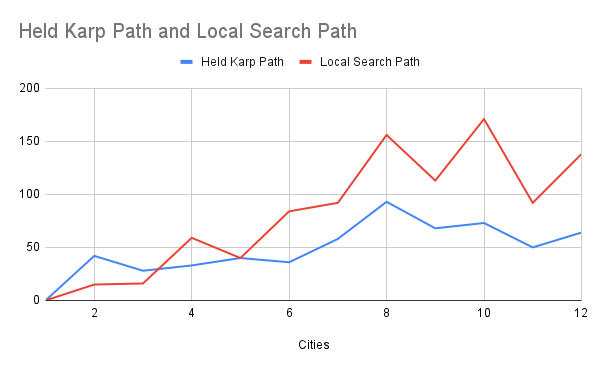 Held Karp Path and Local Search Path
Held Karp Path Local Search Path
200
150
100
50
0
2 4 6 8 10 12
Cities